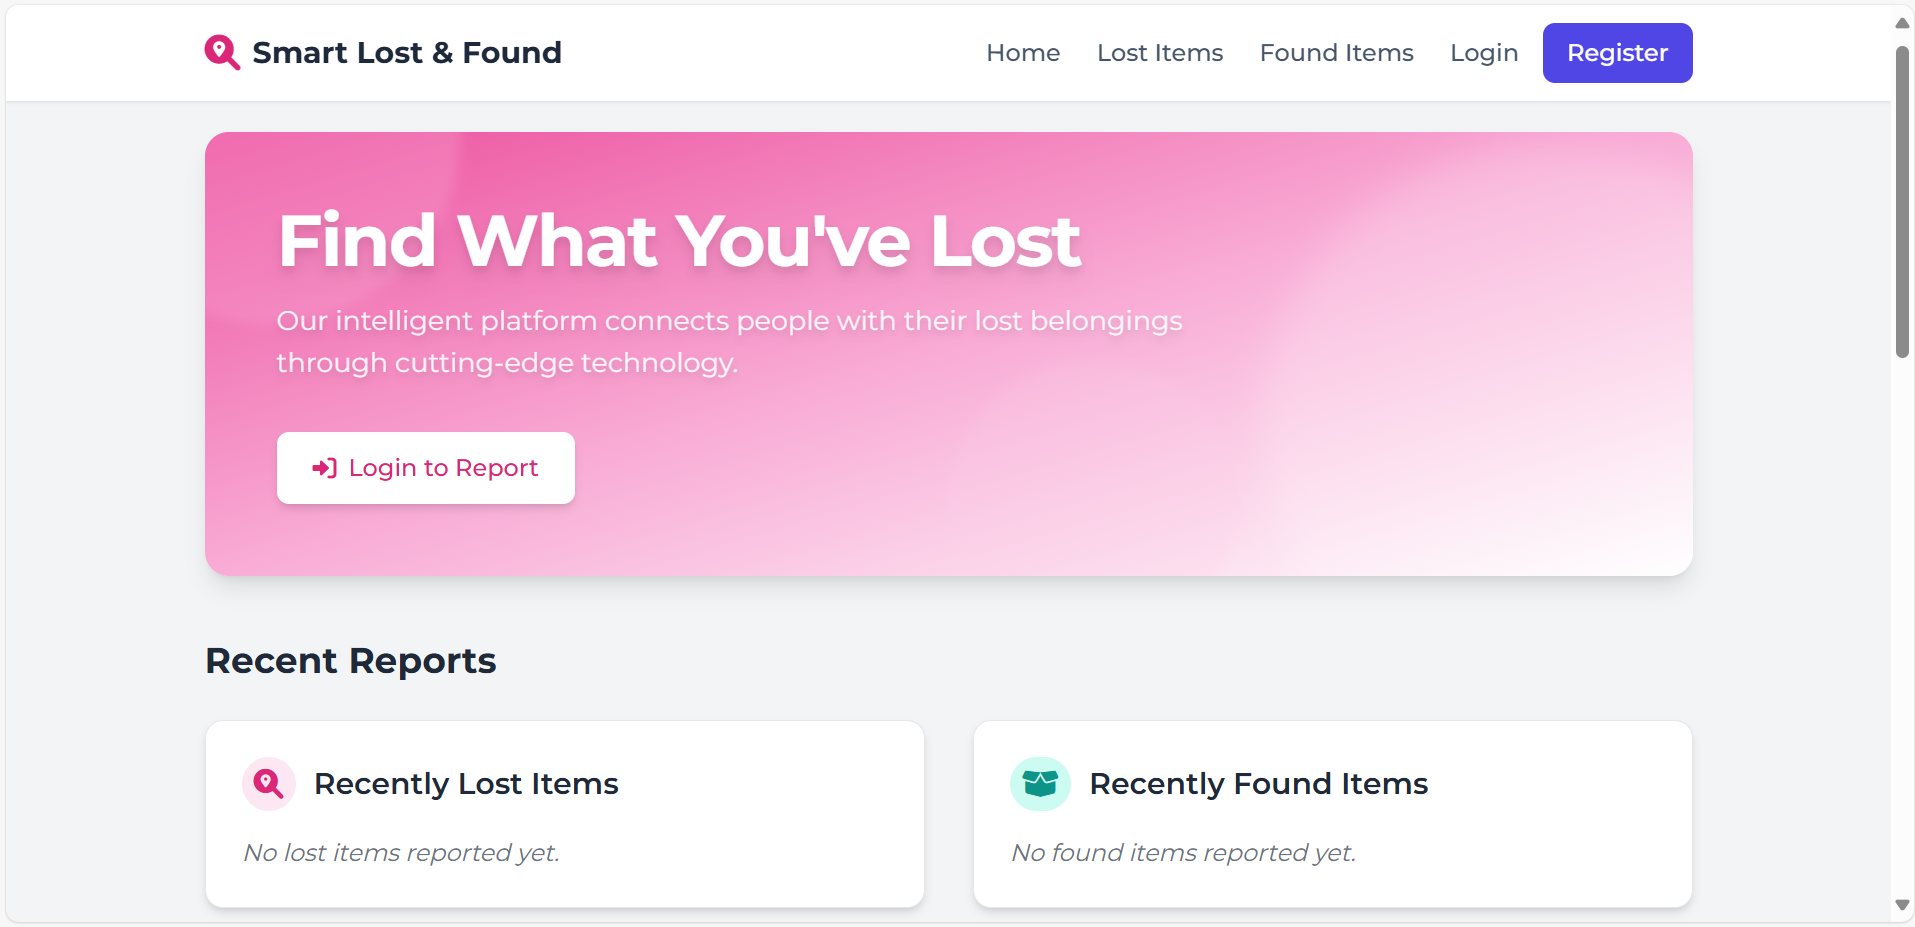 Smart Lost & Found
Home
Lost Items
Found Items
Login
Register
Find What You've Lost
Our intelligent platform connects people with their lost belongings
through cutting-edge technology.
Login to Report
Recent Reports
Recently Lost Items
No lost items reported yet.
Recently Found Items
No found items reported yet.